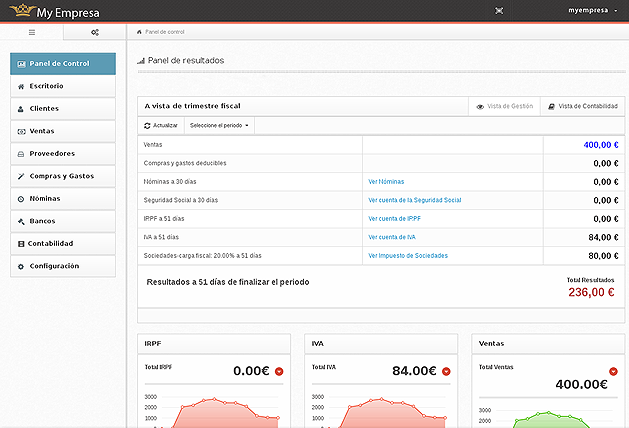 My Empresa
myempresa
Panel de control
Panel de Control
Escritorio
Clientes
Ventas
Proveedores
Compras y Gastos
Nóminas
Bancos
Contabilidad
Configuración
Panel de resultados
A vista de trimestre fiscal
Vista de Gestión
Vista de Contabilidad
Actualizar
Seleccione el periodo
Ventas 400,00 €
Compras y gastos deducibles 0,00 €
Nóminas a 30 días Ver Nóminas 0,00 €
Seguridad Social a 30 días Ver cuenta de la Seguridad Social 0,00 €
IRPF a 51 días Ver cuenta de IRPF 0,00 €
IVA a 51 días Ver cuenta de IVA 84,00 €
Sociedades-carga fiscal: 20.00% a 51 días Ver Impuesto de Sociedades 80,00 €
Resultados a 51 días de finalizar el periodo
Total Resultados
236,00 €
IRPF
Total IRPF
0.00€
3000
2000
1000
IVA
Total IVA
84.00€
3000
2000
1000
Ventas
Total Ventas
400.00€
3000
2000